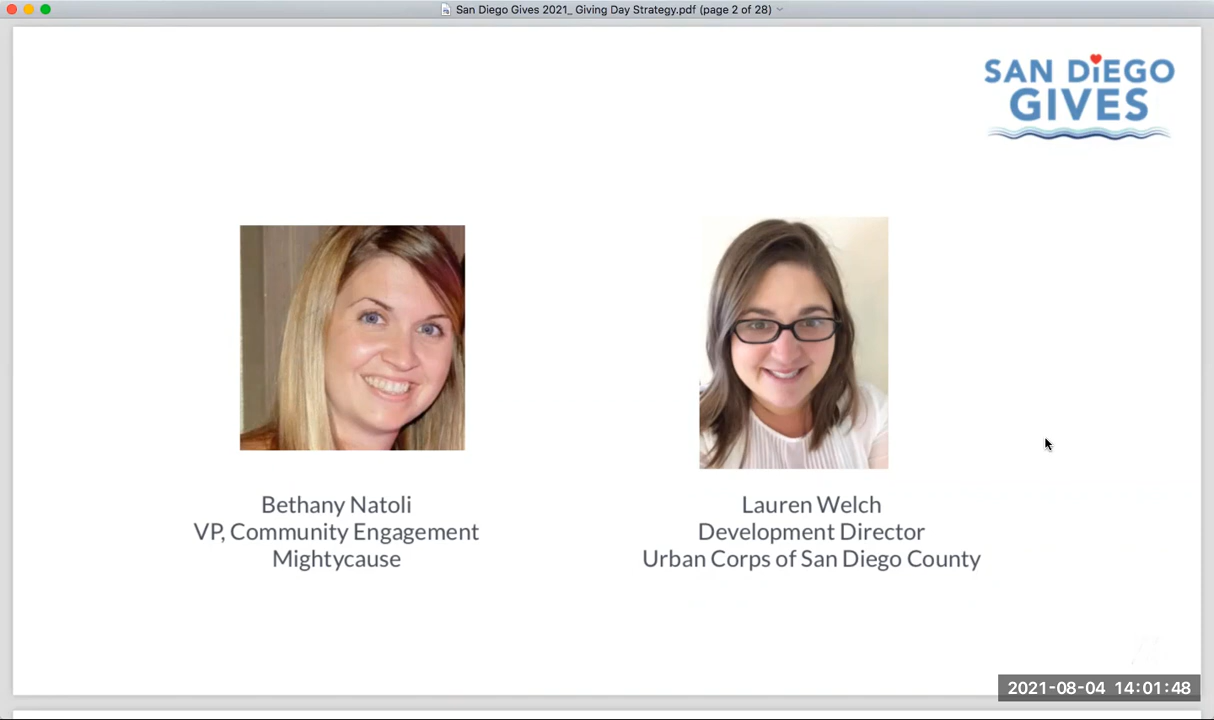 San Diego Gives 2021_ Giving Day Strategy.pdf (page 2 of 28)
SAN DiEGO
GIVES
Bethany Natoli
VP, Community Engagement
Mightycause
Lauren Welch
Development Director
Urban Corps of San Diego County
2021-08-04 14:01:48